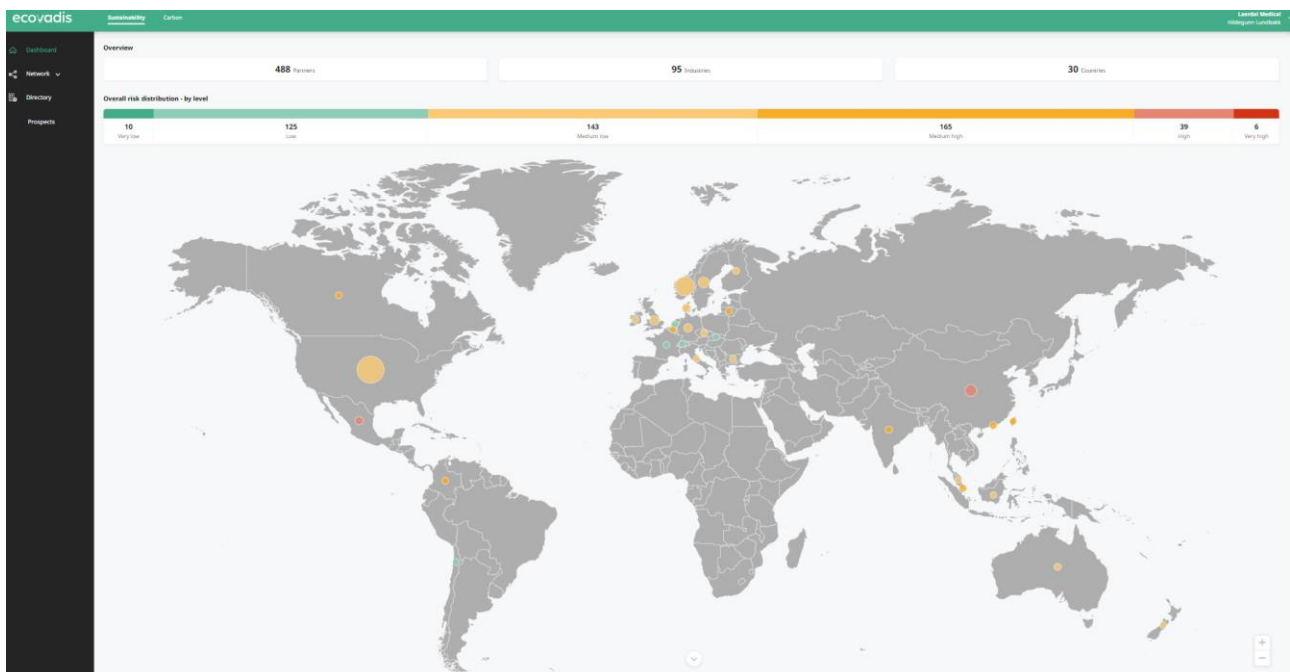 ecovadis
Sustainability Carbon
Laerdal Medical
Hildegunn Lundbakk
Dashboard
Network
Directory
Prospects
Overview
488 Partners
95 Industries
30 Countries
Overall risk distribution - by level
10 125 143 165 39 6
Very low Low Medium low Medium high High Very high
+
−